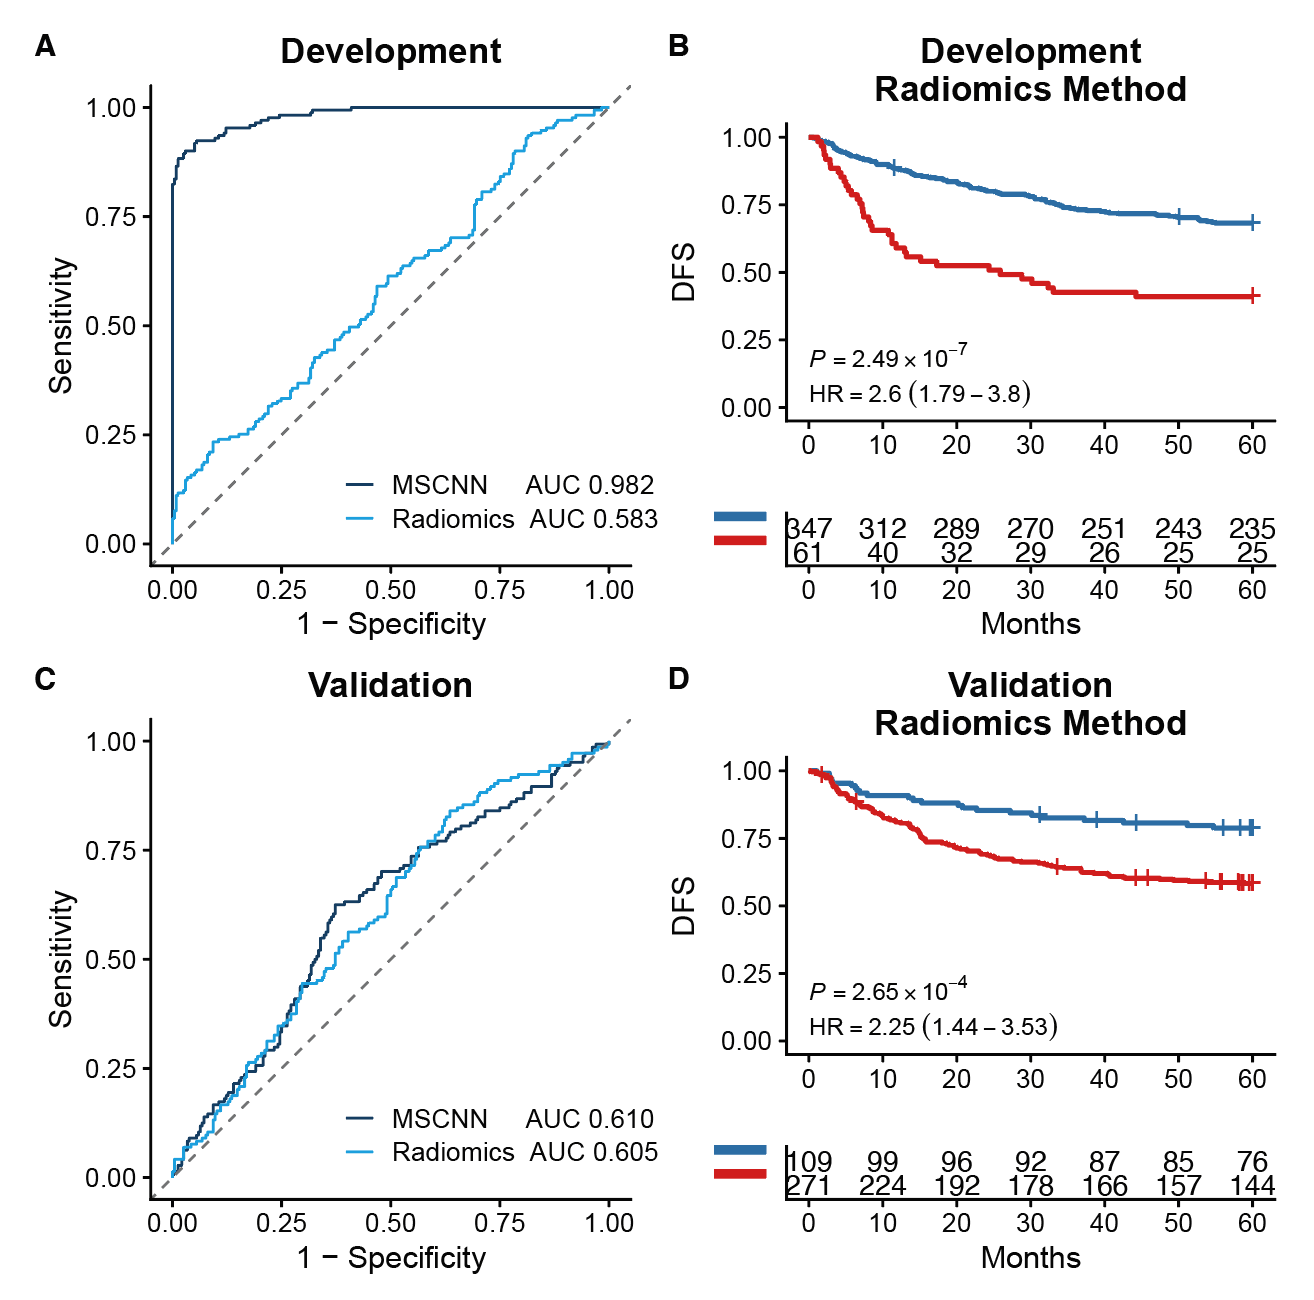 A
Development
1.00
0.75
0.50
0.25
0.00
Sensitivity
MSCNN AUC 0.982
Radiomics AUC 0.583
0.00 0.25 0.50 0.75 1.00
1 − Specificity
B
Development
Radiomics Method
1.00
0.75
0.50
0.25
0.00
DFS
P = 2.49 × 10⁻⁷
HR = 2.6 (1.79 – 3.8)
0 10 20 30 40 50 60
347 312 289 270 251 243 235
61 40 32 29 26 25 25
0 10 20 30 40 50 60
Months
C
Validation
1.00
0.75
0.50
0.25
0.00
Sensitivity
MSCNN AUC 0.610
Radiomics AUC 0.605
0.00 0.25 0.50 0.75 1.00
1 − Specificity
D
Validation
Radiomics Method
1.00
0.75
0.50
0.25
0.00
DFS
P = 2.65 × 10⁻⁴
HR = 2.25 (1.44 – 3.53)
0 10 20 30 40 50 60
109 99 96 92 87 85 76
271 224 192 178 166 157 144
0 10 20 30 40 50 60
Months